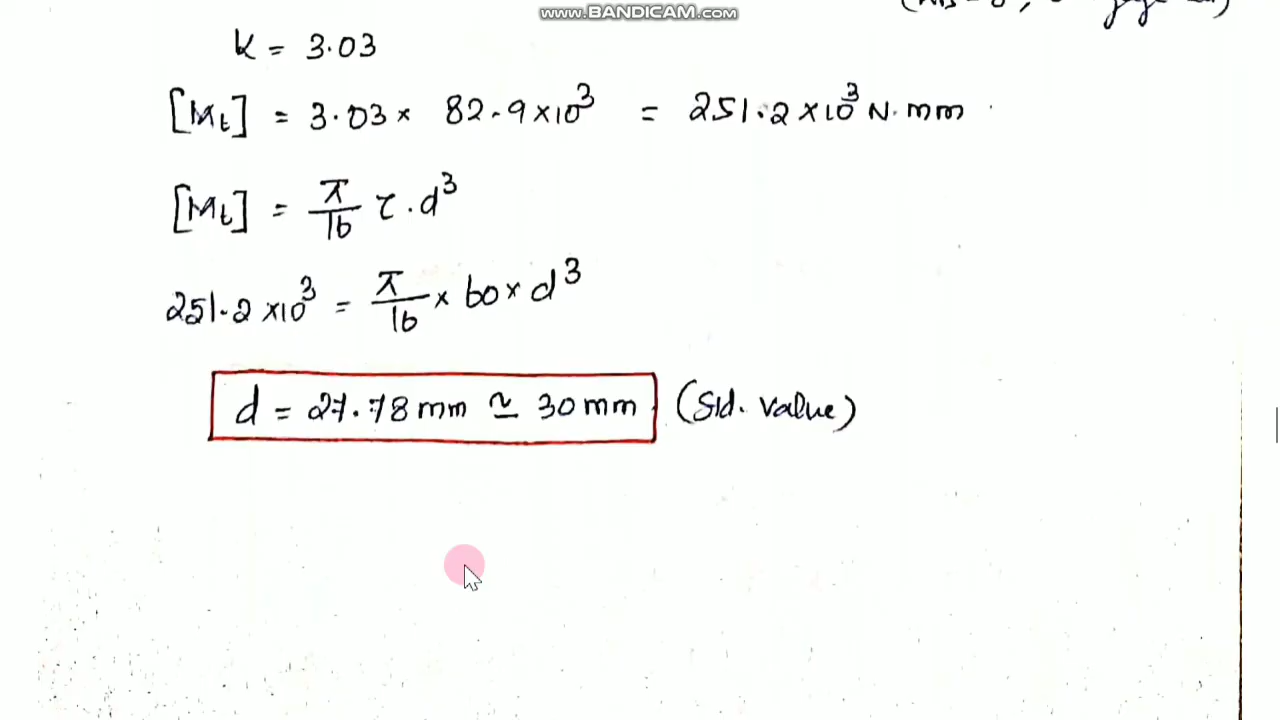 www.BANDICAM.com
K = 3.03
[Mt] = 3.03 × 82.9×10³ = 251.2×10³ N.mm
[Mt] = π/16 τ.d³
251.2×10³ = π/16 × 60 × d³
d = 27.78 mm ≃ 30 mm (Std. value)